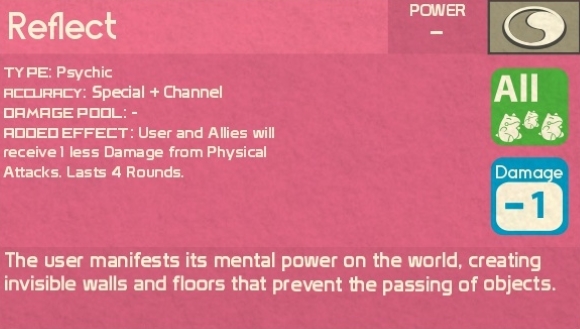 Reflect
POWER
–
TYPE: Psychic
ACCURACY: Special + Channel
DAMAGE POOL: -
ADDED EFFECT: User and Allies will
receive 1 less Damage from Physical
Attacks. Lasts 4 Rounds.
All
Damage
-1
The user manifests its mental power on the world, creating
invisible walls and floors that prevent the passing of objects.